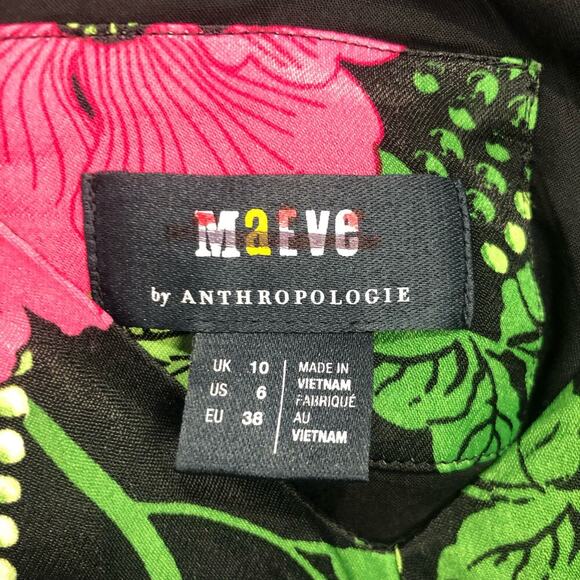 MaEve
by ANTHROPOLOGIE
UK 10
US 6
EU 38
MADE IN
VIETNAM
FABRIQUÉ
AU
VIETNAM